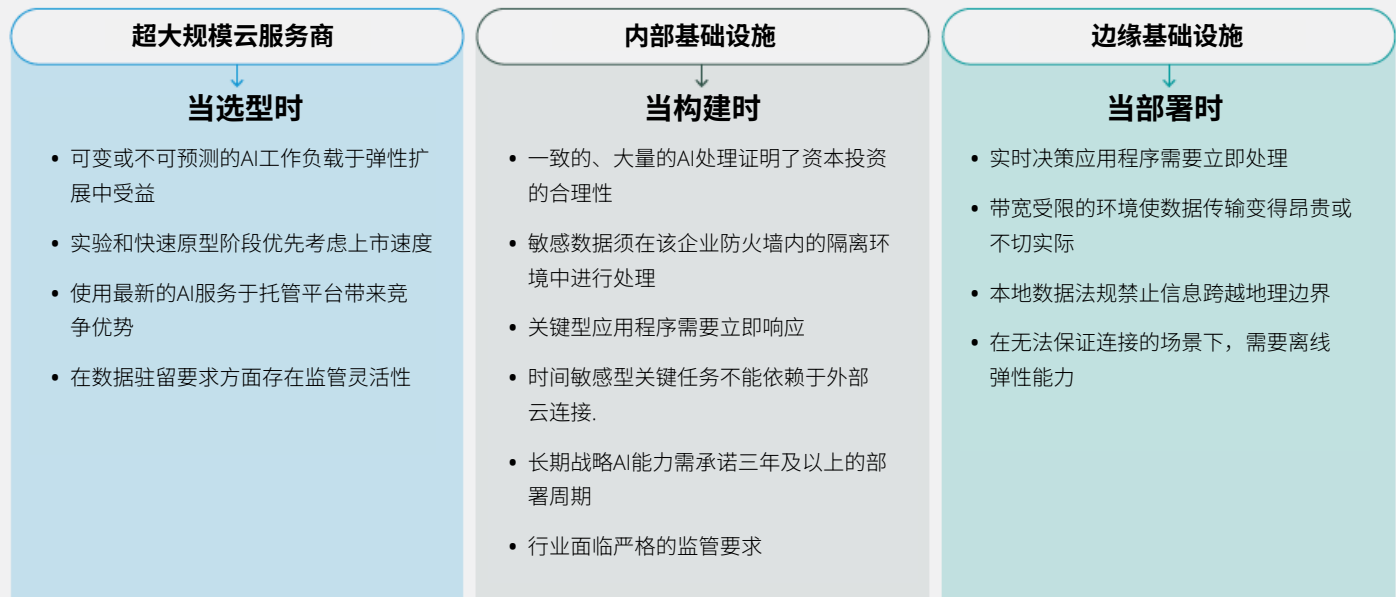 超大规模云服务商
当选型时
• 可变或不可预测的AI工作负载于弹性扩
展中受益
• 实验和快速原型阶段优先考虑上市速度
• 使用最新的AI服务于托管平台带来竞
争优势
• 在数据驻留要求方面存在监管灵活性
内部基础设施
当构建时
• 一致的、大量的AI处理证明了资本投资
的合理性
• 敏感数据须在该企业防火墙内的隔离环
境中进行处理
• 关键型应用程序需要立即响应
• 时间敏感型关键任务不能依赖于外部
云连接.
• 长期战略AI能力需承诺三年及以上的部
署周期
• 行业面临严格的监管要求
边缘基础设施
当部署时
• 实时决策应用程序需要立即处理
• 带宽受限的环境使数据传输变得昂贵或
不切实际
• 本地数据法规禁止信息跨越地理边界
• 在无法保证连接的场景下，需要离线
弹性能力